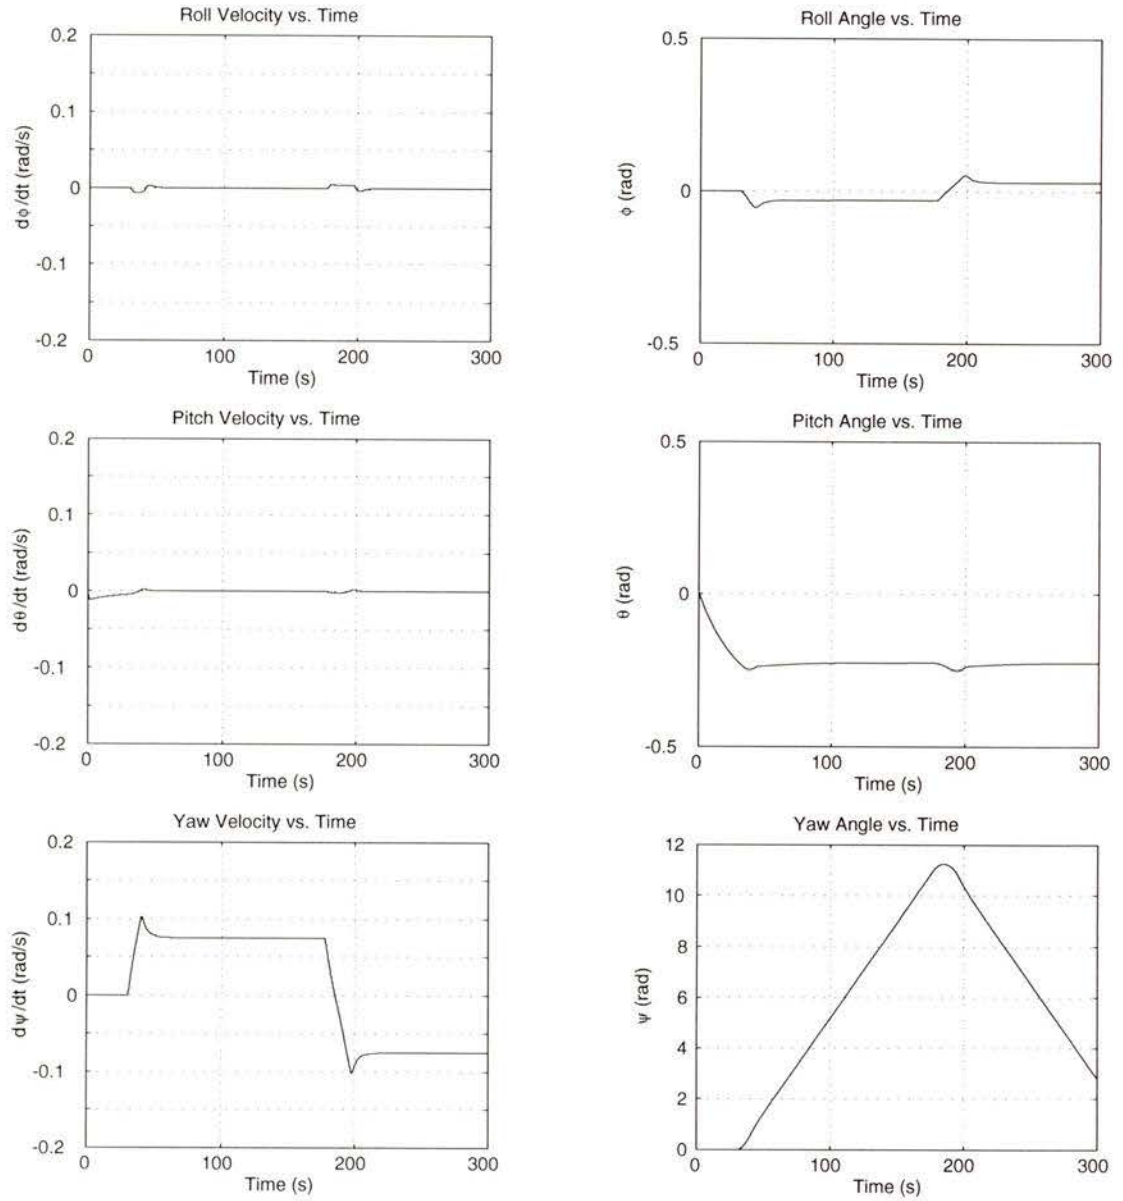 Roll Velocity vs. Time
0.2
0.1
0
-0.1
-0.2
dϕ/dt (rad/s)
0 100 200 300
Time (s)
Roll Angle vs. Time
0.5
0
-0.5
ϕ (rad)
0 100 200 300
Time (s)
Pitch Velocity vs. Time
0.2
0.1
0
-0.1
-0.2
dθ/dt (rad/s)
0 100 200 300
Time (s)
Pitch Angle vs. Time
0.5
0
-0.5
θ (rad)
0 100 200 300
Time (s)
Yaw Velocity vs. Time
0.2
0.1
0
-0.1
-0.2
dψ/dt (rad/s)
0 100 200 300
Time (s)
Yaw Angle vs. Time
12
10
8
6
4
2
0
ψ (rad)
0 100 200 300
Time (s)